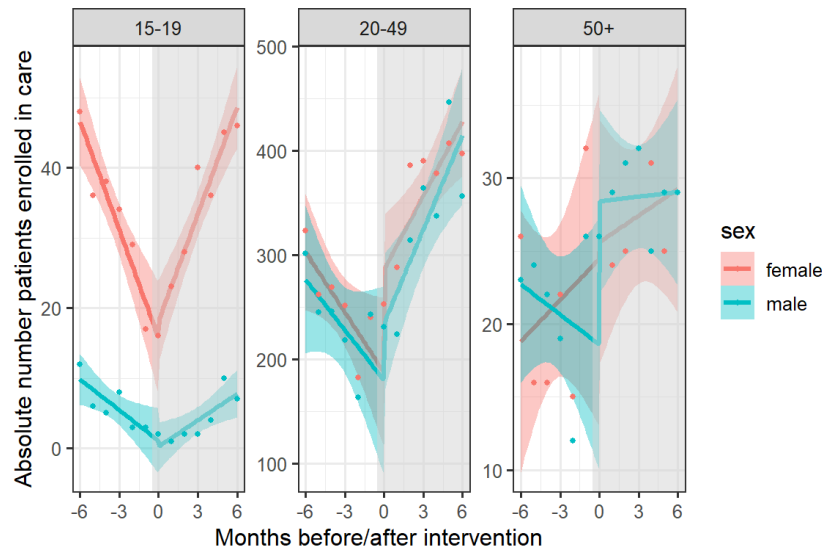 15-19
20-49
50+
Absolute number patients enrolled in care
40
20
0
500
400
300
200
100
30
20
10
-6 -3 0 3 6
-6 -3 0 3 6
-6 -3 0 3 6
Months before/after intervention
sex
female
male